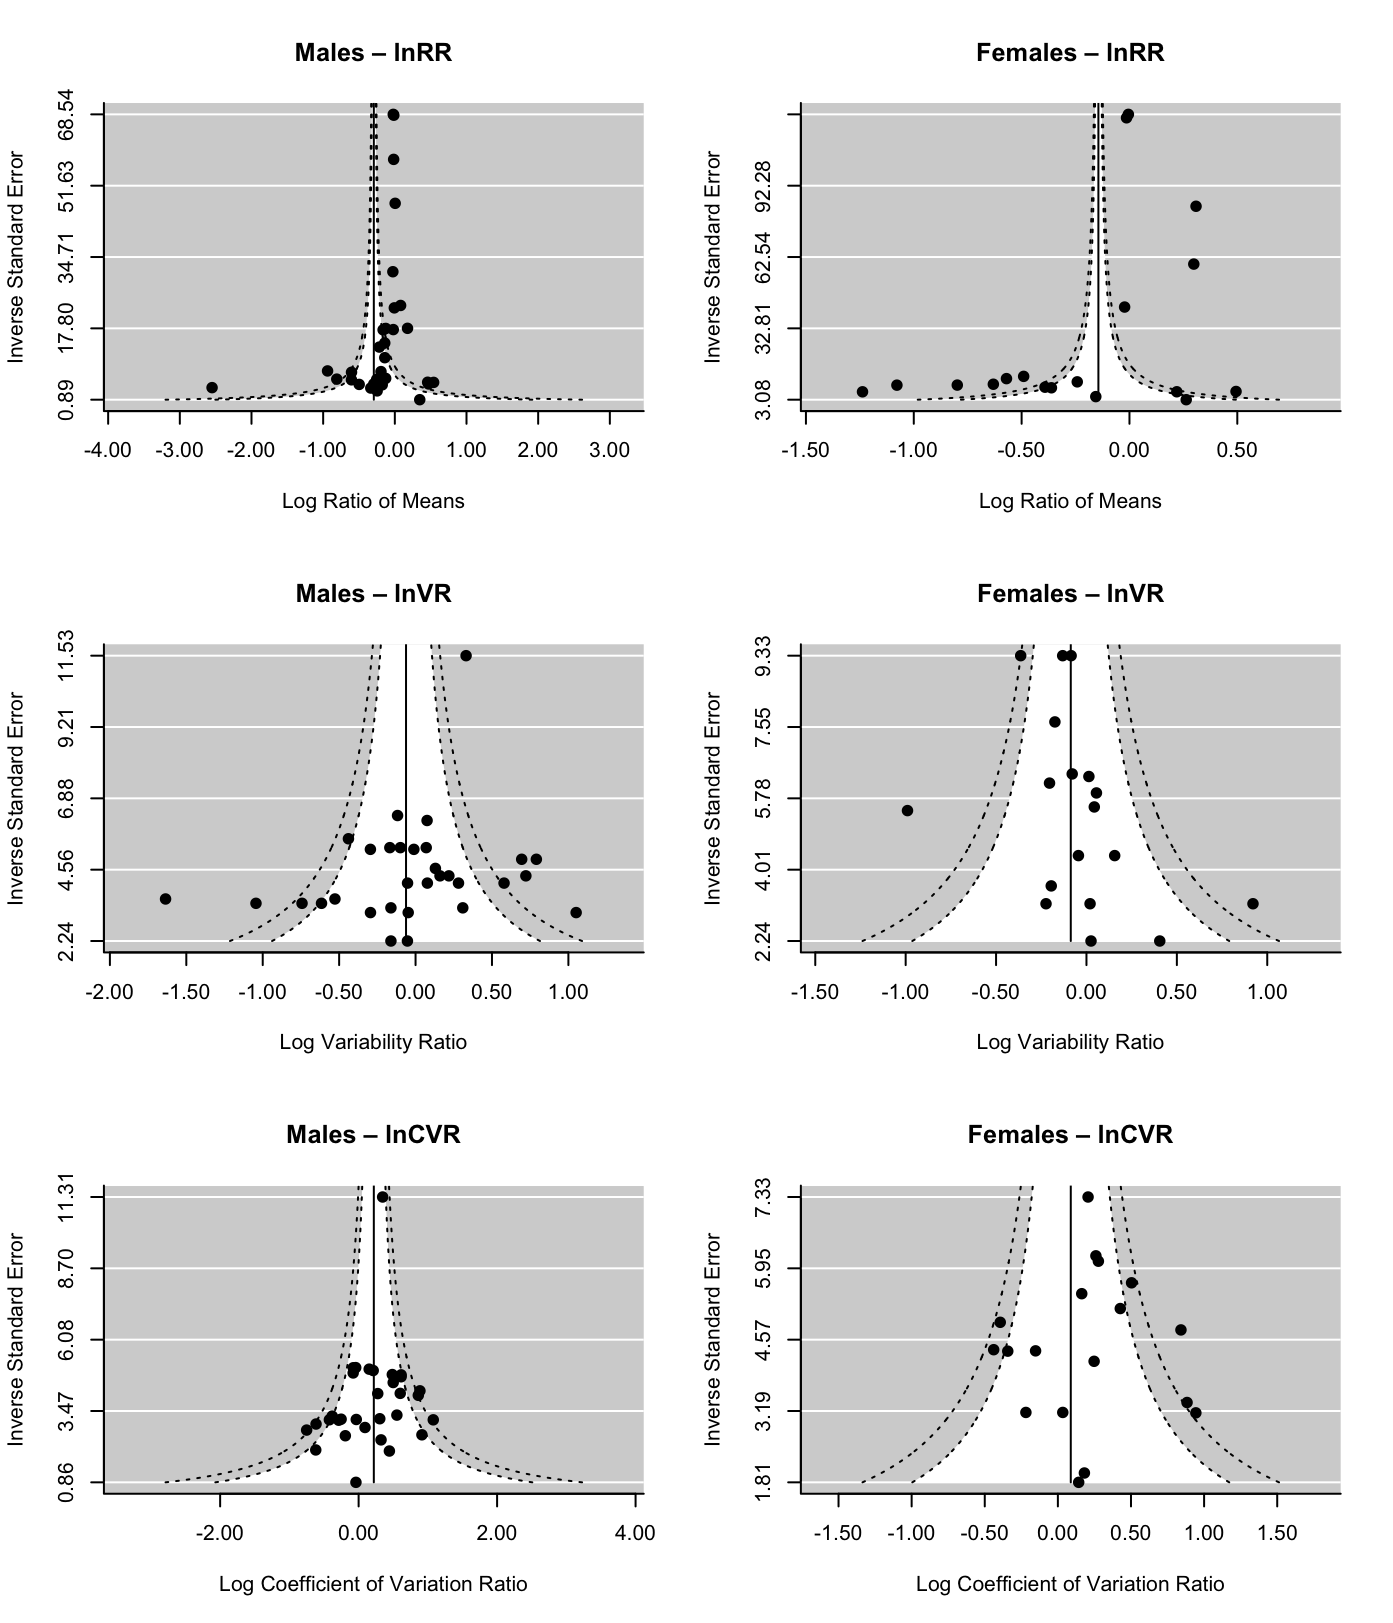 Males – lnRR
Inverse Standard Error
68.54
51.63
34.71
17.80
0.89
-4.00 -3.00 -2.00 -1.00 0.00 1.00 2.00 3.00
Log Ratio of Means
Females – lnRR
Inverse Standard Error
92.28
62.54
32.81
3.08
-1.50 -1.00 -0.50 0.00 0.50
Log Ratio of Means
Males – lnVR
Inverse Standard Error
11.53
9.21
6.88
4.56
2.24
-2.00 -1.50 -1.00 -0.50 0.00 0.50 1.00
Log Variability Ratio
Females – lnVR
Inverse Standard Error
9.33
7.55
5.78
4.01
2.24
-1.50 -1.00 -0.50 0.00 0.50 1.00
Log Variability Ratio
Males – lnCVR
Inverse Standard Error
11.31
8.70
6.08
3.47
0.86
-2.00 0.00 2.00 4.00
Log Coefficient of Variation Ratio
Females – lnCVR
Inverse Standard Error
7.33
5.95
4.57
3.19
1.81
-1.50 -1.00 -0.50 0.00 0.50 1.00 1.50
Log Coefficient of Variation Ratio